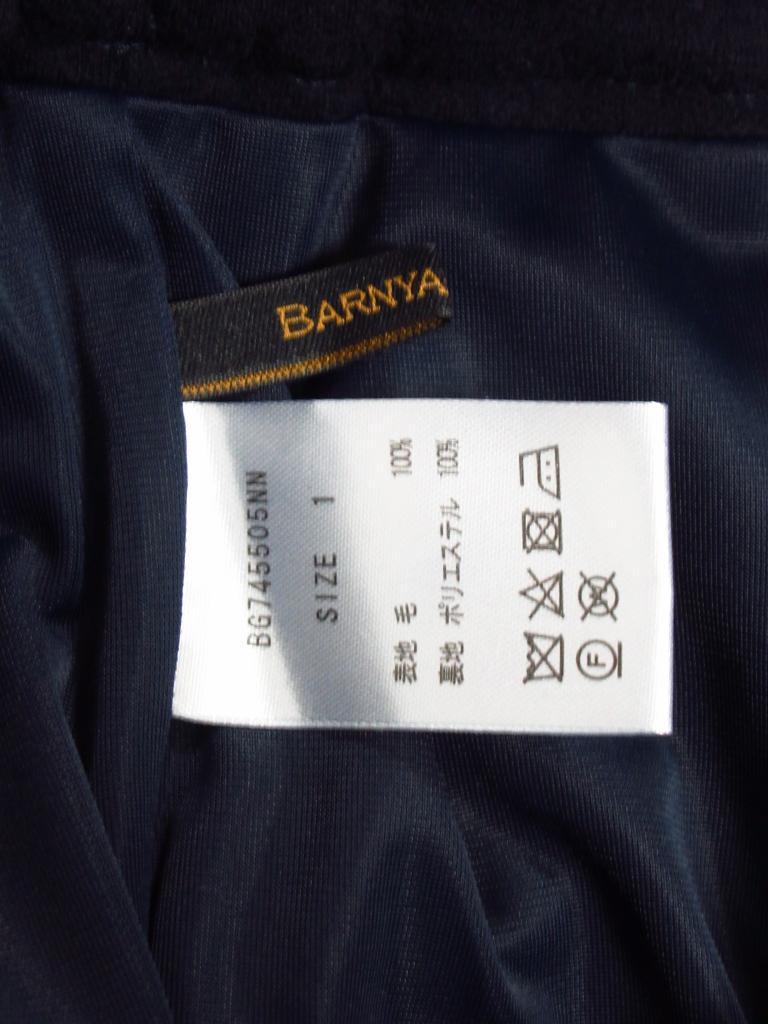 BARNYA
BG745505NN
SIZE 1
表地 毛 100%
裏地 ポリエステル 100%
F